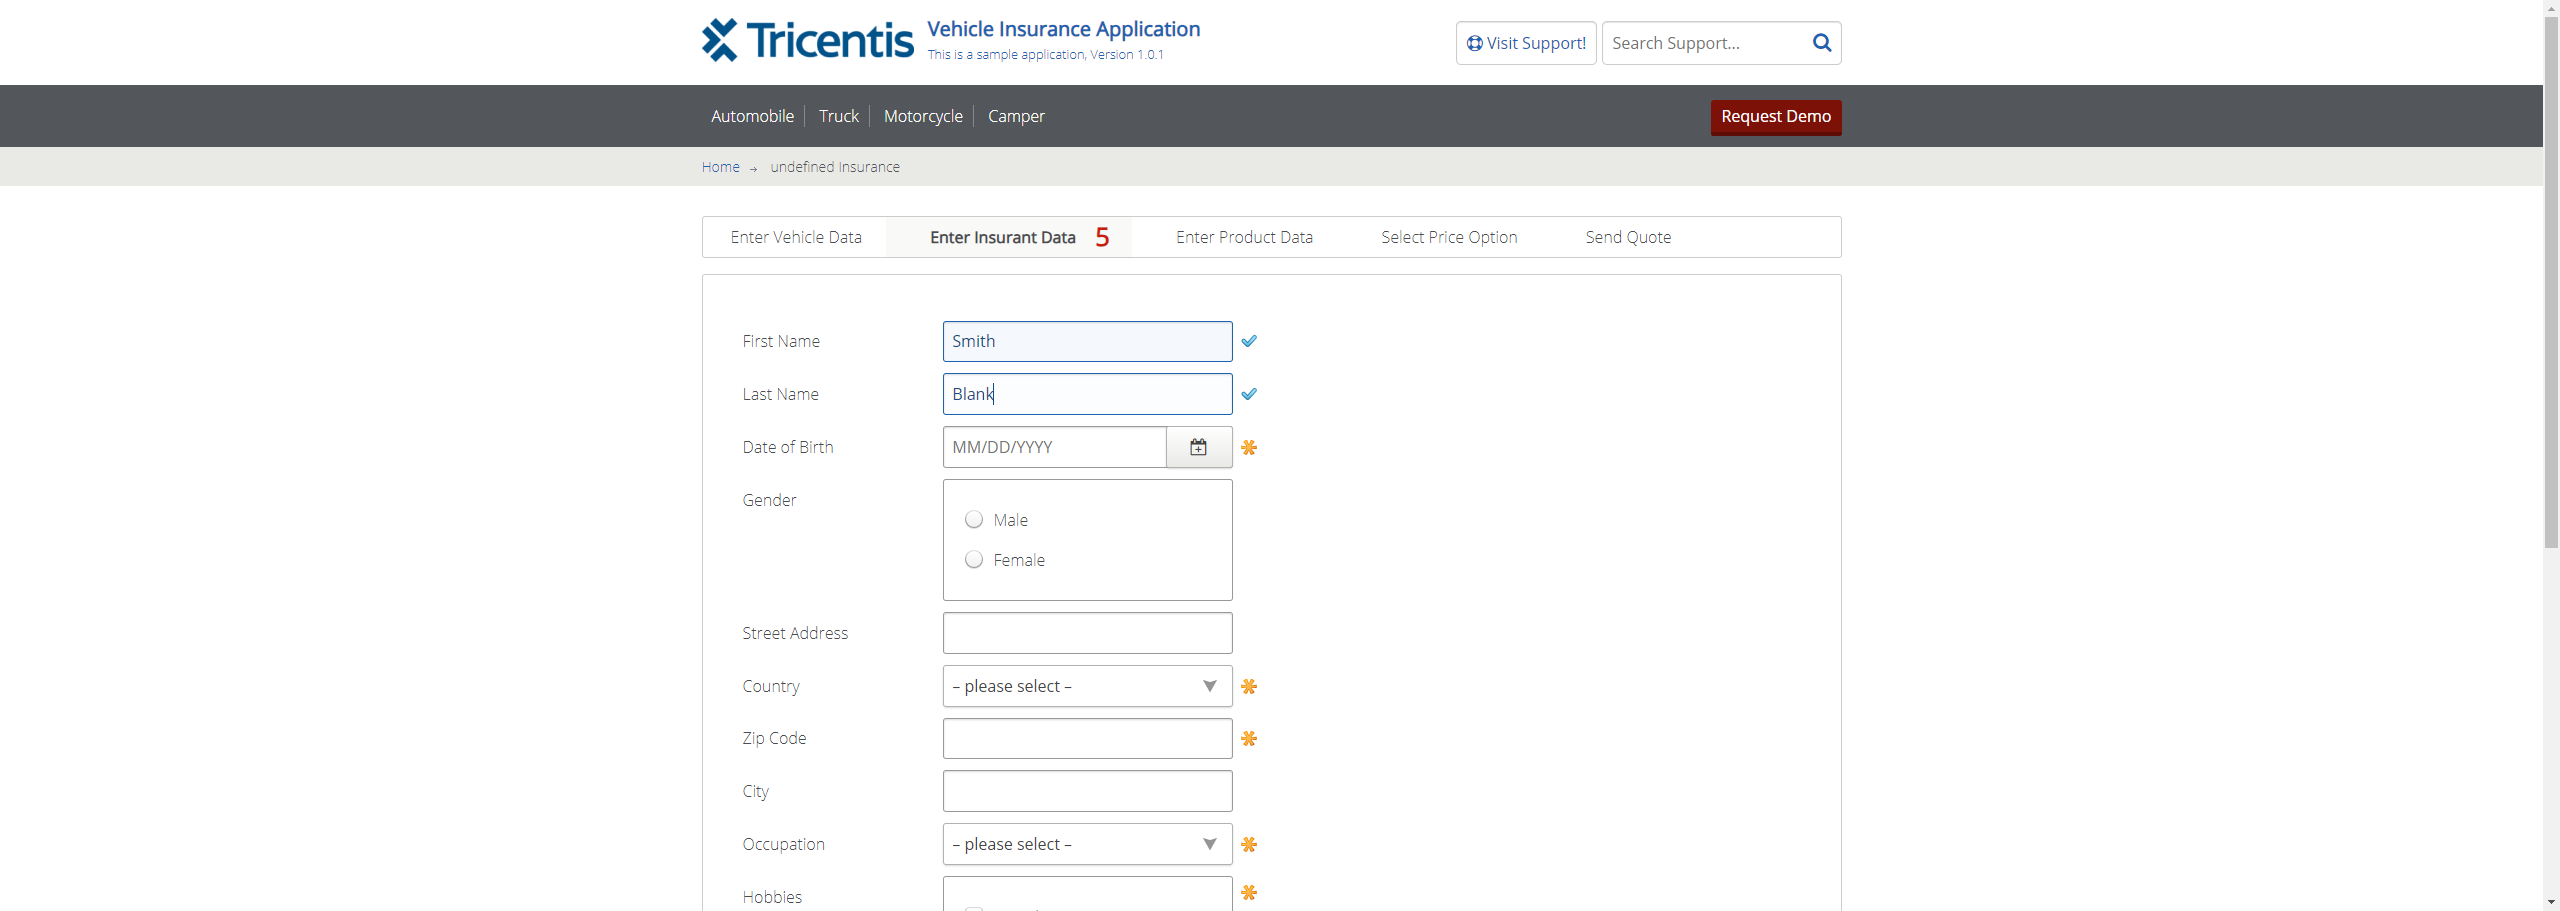 Tricentis
Vehicle Insurance Application
This is a sample application, Version 1.0.1
Visit Support!
Search Support...
Automobile
Truck
Motorcycle
Camper
Request Demo
Home → undefined Insurance
Enter Vehicle Data
Enter Insurant Data 5
Enter Product Data
Select Price Option
Send Quote
First Name
Smith
Last Name
Blank
Date of Birth
MM/DD/YYYY
Gender
Male
Female
Street Address
Country
– please select –
Zip Code
City
Occupation
– please select –
Hobbies